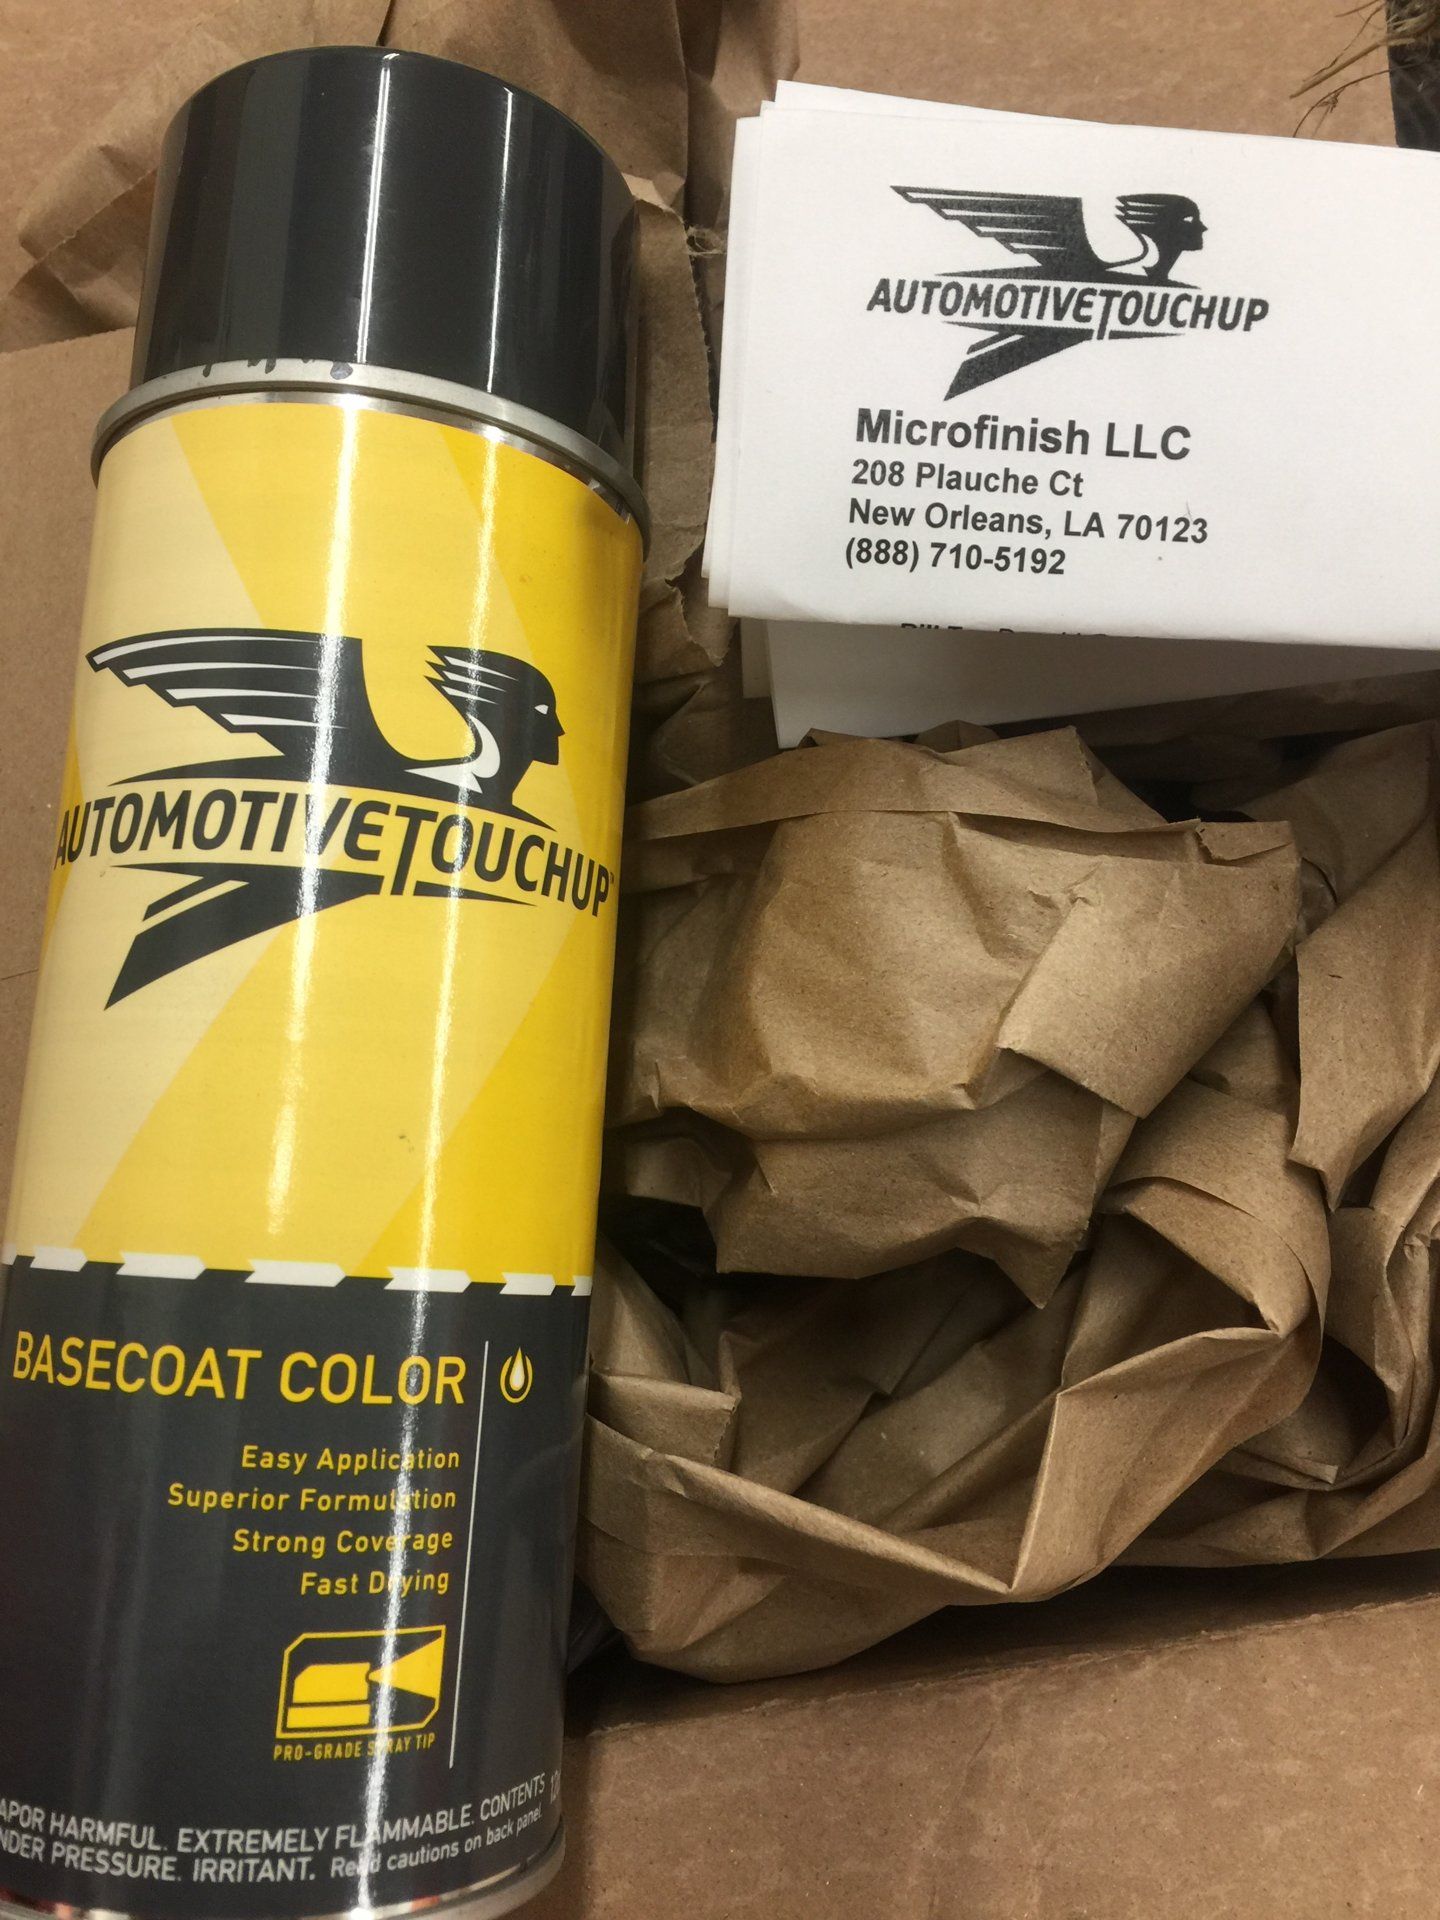 AUTOMOTIVETOUCHUP
Microfinish LLC
208 Plauche Ct
New Orleans, LA 70123
(888) 710-5192
AUTOMOTIVETOUCHUP
BASECOAT COLOR
Easy Application
Superior Formulation
Strong Coverage
Fast Drying
PRO-GRADE SPRAY TIP
HARMFUL. EXTREMELY FLAMMABLE. CONTENTS
PRESSURE. IRRITANT. Read cautions on back panel.